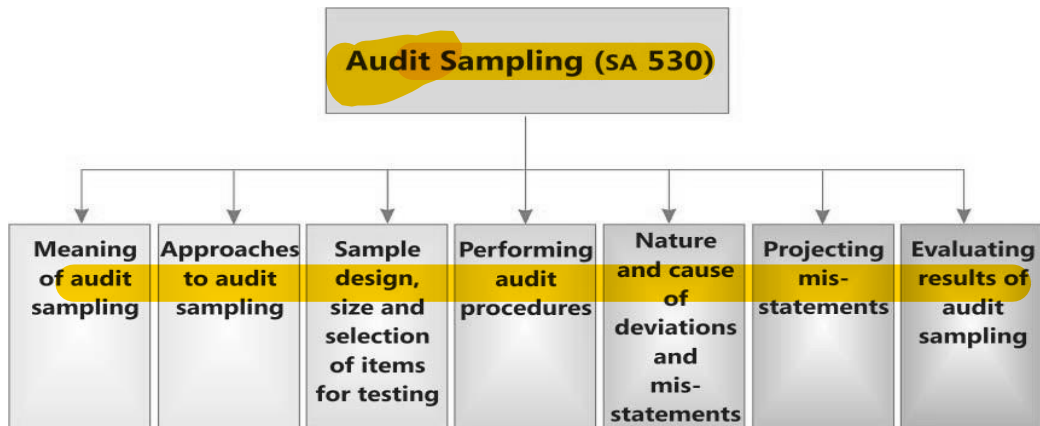 Audit Sampling (SA 530)
Meaning
of audit
sampling
Approaches
to audit
sampling
Sample
design,
size and
selection
of items
for testing
Performing
audit
procedures
Nature
and cause
of
deviations
and
mis-
statements
Projecting
mis-
statements
Evaluating
results of
audit
sampling